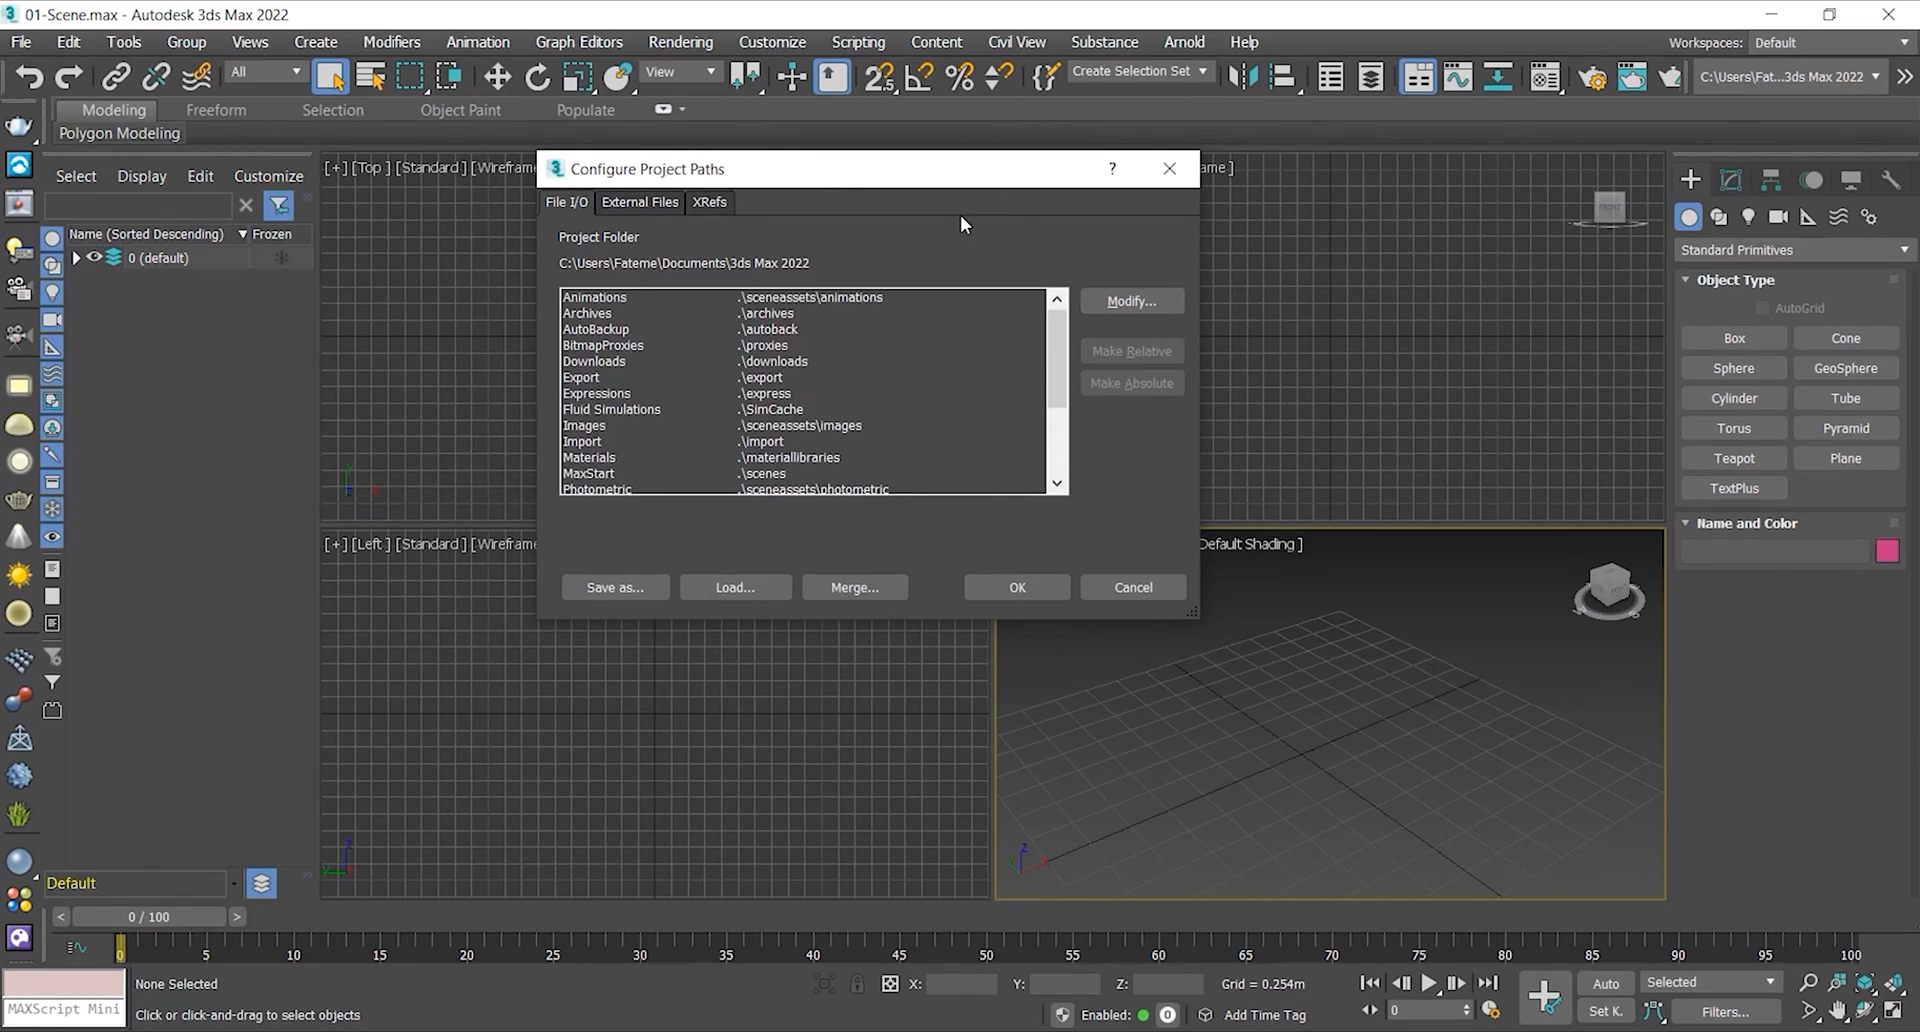 01-Scene.max - Autodesk 3ds Max 2022
File Edit Tools Group Views Create Modifiers Animation Graph Editors Rendering Customize Scripting Content Civil View Substance Arnold Help Workspaces: Default
All View Create Selection Set C:\Users\Fat...3ds Max 2022
Modeling Freeform Selection Object Paint Populate
Polygon Modeling
Select Display Edit Customize
Name (Sorted Descending) Frozen
0 (default)
[+] [Top ] [Standard ] [Wireframe
ame ]
Configure Project Paths ?
File I/O External Files XRefs
Project Folder
C:\Users\Fateme\Documents\3ds Max 2022
Animations .\sceneassets\animations
Archives .\archives
AutoBackup .\autoback
BitmapProxies .\proxies
Downloads .\downloads
Export .\export
Expressions .\express
Fluid Simulations .\SimCache
Images .\sceneassets\images
Import .\import
Materials .\materiallibraries
MaxStart .\scenes
Photometric .\sceneassets\photometric
Modify...
Make Relative
Make Absolute
Save as... Load... Merge... OK Cancel
[+] [Left ] [Standard ] [Wireframe
Default Shading ]
FRONT
Standard Primitives
Object Type
AutoGrid
Box Cone
Sphere GeoSphere
Cylinder Tube
Torus Pyramid
Teapot Plane
TextPlus
Name and Color
Default
< 0 / 100 >
0 5 10 15 20 25 30 35 40 45 50 55 60 65 70 75 80 85 90 95 100
None Selected X: Y: Z: Grid = 0.254m Auto Selected
MAXScript Mini Click or click-and-drag to select objects Enabled: 0 Add Time Tag 0 Set K. Filters...